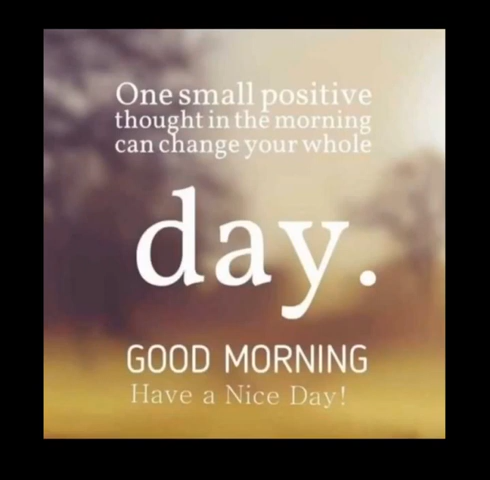 One small positive
thought in the morning
can change your whole
day.
GOOD MORNING
Have a Nice Day!